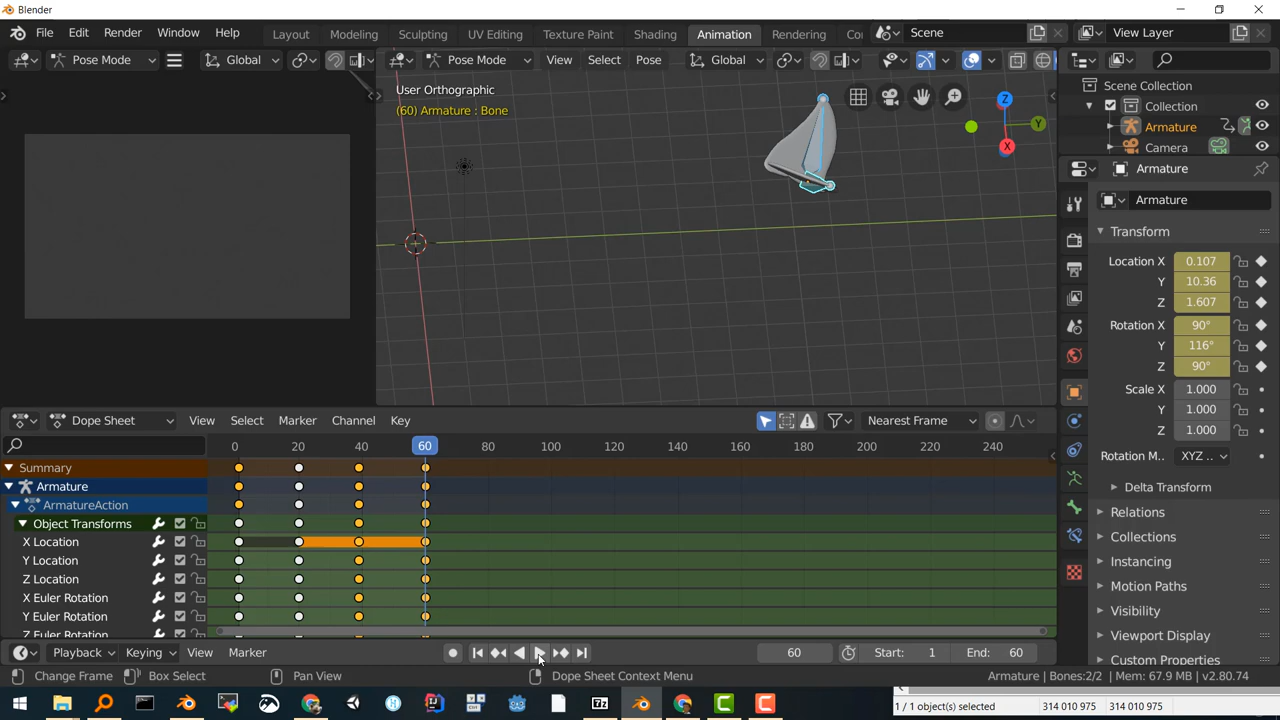 Blender
File Edit Render Window Help Layout Modeling Sculpting UV Editing Texture Paint Shading Animation Rendering Co Scene View Layer
Pose Mode Global Pose Mode View Select Pose Global
User Orthographic
(60) Armature : Bone
Z
Y
X
Scene Collection
Collection
Armature
Camera
Armature
Armature
Transform
Location X 0.107
Y 10.36
Z 1.607
Rotation X 90°
Y 116°
Z 90°
Scale X 1.000
Y 1.000
Z 1.000
Rotation M.. XYZ ..
Delta Transform
Relations
Collections
Instancing
Motion Paths
Visibility
Viewport Display
Custom Properties
Dope Sheet View Select Marker Channel Key Nearest Frame
0 20 40 60 80 100 120 140 160 180 200 220 240
Summary
Armature
ArmatureAction
Object Transforms
X Location
Y Location
Z Location
X Euler Rotation
Y Euler Rotation
Z Euler Rotation
Playback Keying View Marker 60 Start: 1 End: 60
Change Frame Box Select Pan View Dope Sheet Context Menu Armature | Bones:2/2 | Mem: 67.9 MB | v2.80.74
1 / 1 object(s) selected 314 010 975 314 010 975